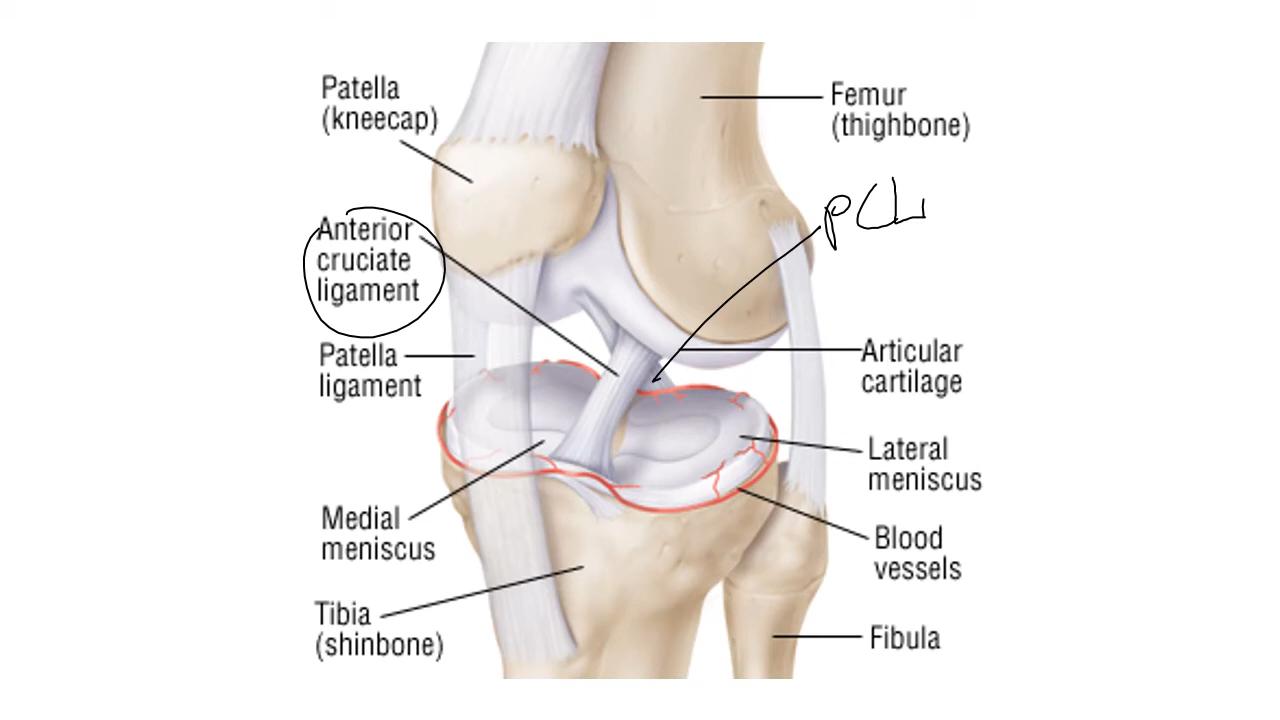 Patella
(kneecap)
Femur
(thighbone)
PCL
Anterior
cruciate
ligament
Patella
ligament
Articular
cartilage
Lateral
meniscus
Medial
meniscus
Blood
vessels
Tibia
(shinbone)
Fibula